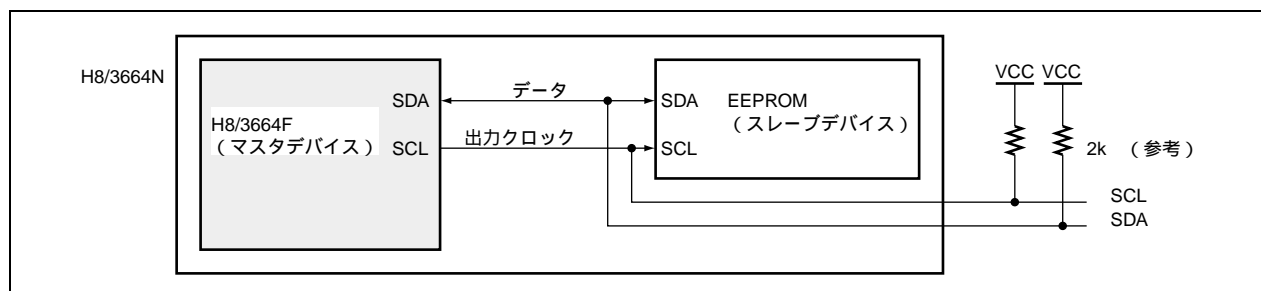 H8/3664N
H8/3664F
（マスタデバイス）
SDA
SCL
データ
出力クロック
SDA
SCL
EEPROM
（スレーブデバイス）
VCC VCC
2k （参考）
SCL
SDA